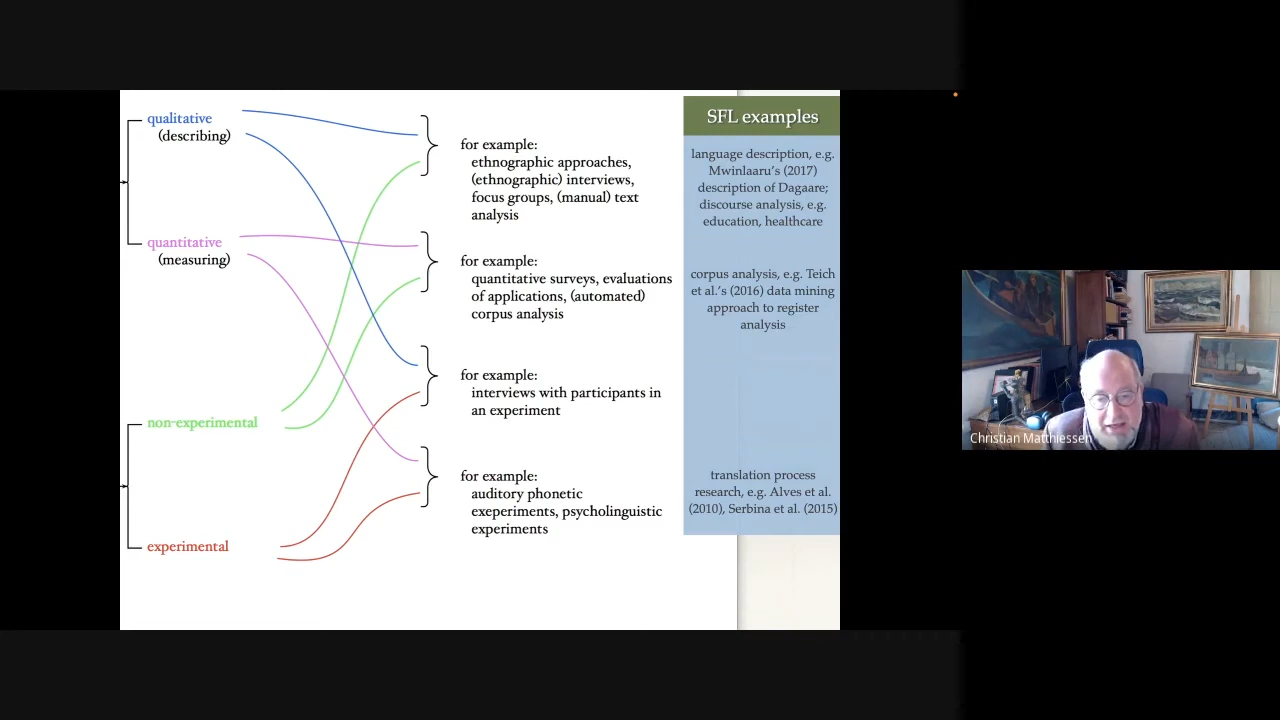 qualitative
(describing)
quantitative
(measuring)
non-experimental
experimental
for example:
ethnographic approaches,
(ethnographic) interviews,
focus groups, (manual) text
analysis
for example:
quantitative surveys, evaluations
of applications, (automated)
corpus analysis
for example:
interviews with participants in
an experiment
for example:
auditory phonetic
exeperiments, psycholinguistic
experiments
SFL examples
language description, e.g.
Mwinlaaru's (2017)
description of Dagaare;
discourse analysis, e.g.
education, healthcare
corpus analysis, e.g. Teich
et al.'s (2016) data mining
approach to register
analysis
translation process
research, e.g. Alves et al.
(2010), Serbina et al. (2015)
Christian Matthiessen